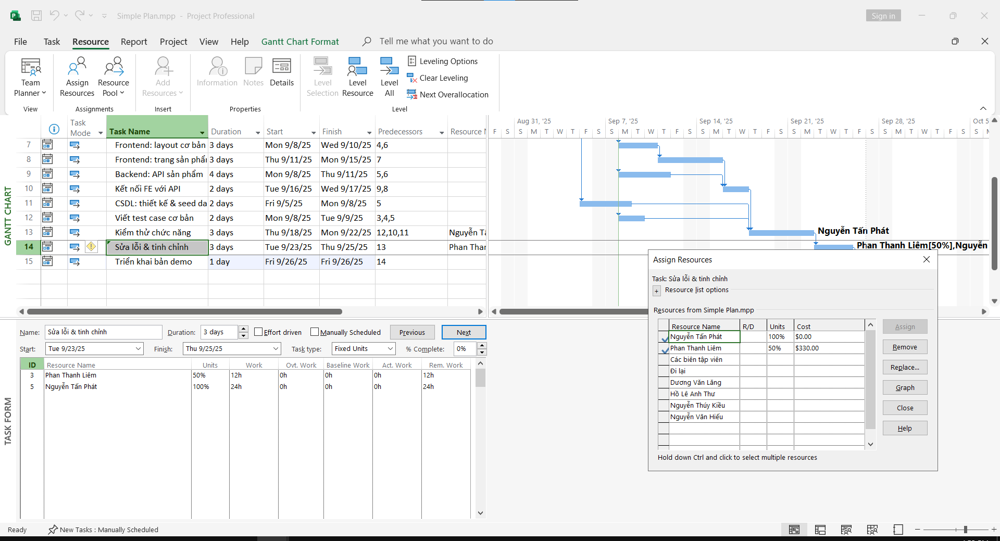 Simple Plan.mpp - Project Professional
Sign in
File Task Resource Report Project View Help Gantt Chart Format Tell me what you want to do
Team Planner
Assign Resources
Resource Pool
Add Resources
Information
Notes
Details
Level Selection
Level Resource
Level All
Leveling Options
Clear Leveling
Next Overallocation
View Assignments Insert Properties Level
GANTT CHART
Task Mode Task Name Duration Start Finish Predecessors Resource N
Aug 31, '25 Sep 7, '25 Sep 14, '25 Sep 21, '25 Sep 28, '25 Oct 5
F S S M T W T F S S M T W T F S S M T W T F S S M T W T F S S M T W T F S S M
7 Frontend: layout cơ bản 3 days Mon 9/8/25 Wed 9/10/25 4,6
8 Frontend: trang sản phẩ 3 days Thu 9/11/25 Mon 9/15/25 7
9 Backend: API sản phẩm 4 days Mon 9/8/25 Thu 9/11/25 5,6
10 Kết nối FE với API 2 days Tue 9/16/25 Wed 9/17/25 9,8
11 CSDL: thiết kế & seed da 2 days Fri 9/5/25 Mon 9/8/25 5
12 Viết test case cơ bản 2 days Mon 9/8/25 Tue 9/9/25 3,4,5
13 Kiểm thử chức năng 3 days Thu 9/18/25 Mon 9/22/25 12,10,11 Nguyễn Tấ
Nguyễn Tấn Phát
14 Sửa lỗi & tinh chỉnh 3 days Tue 9/23/25 Thu 9/25/25 13 Phan Than
Phan Thanh Liêm[50%],Nguyễn
15 Triển khai bản demo 1 day Fri 9/26/25 Fri 9/26/25 14
Assign Resources
Task: Sửa lỗi & tinh chỉnh
+ Resource list options
Resources from Simple Plan.mpp
Resource Name R/D Units Cost
Nguyễn Tấn Phát 100% $0.00
Phan Thanh Liêm 50% $330.00
Các biên tập viên
Đi lại
Dương Văn Lăng
Hồ Lê Anh Thư
Nguyễn Thúy Kiều
Nguyễn Văn Hiếu
Assign
Remove
Replace...
Graph
Close
Help
Hold down Ctrl and click to select multiple resources
TASK FORM
Name: Sửa lỗi & tinh chỉnh Duration: 3 days Effort driven Manually Scheduled Previous Next
Start: Tue 9/23/25 Finish: Thu 9/25/25 Task type: Fixed Units % Complete: 0%
ID Resource Name Units Work Ovt. Work Baseline Work Act. Work Rem. Work
3 Phan Thanh Liêm 50% 12h 0h 0h 0h 12h
5 Nguyễn Tấn Phát 100% 24h 0h 0h 0h 24h
Ready New Tasks : Manually Scheduled